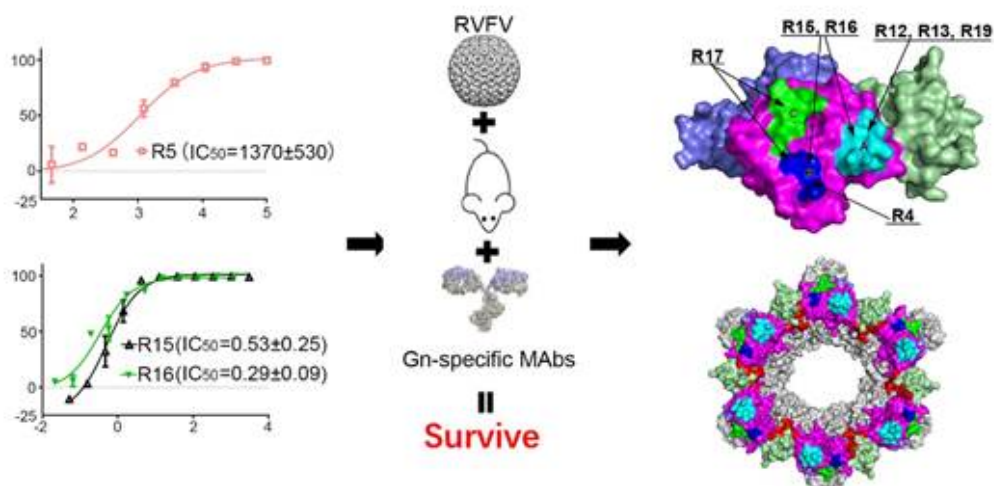 100
50
0
-25
R5 (IC50=1370±530)
2 3 4 5
100
50
0
-25
R15(IC50=0.53±0.25)
R16(IC50=0.29±0.09)
-2 0 2 4
RVFV
+
+
Gn-specific MAbs
=
Survive
R15, R16
R12, R13, R19
R17
R4